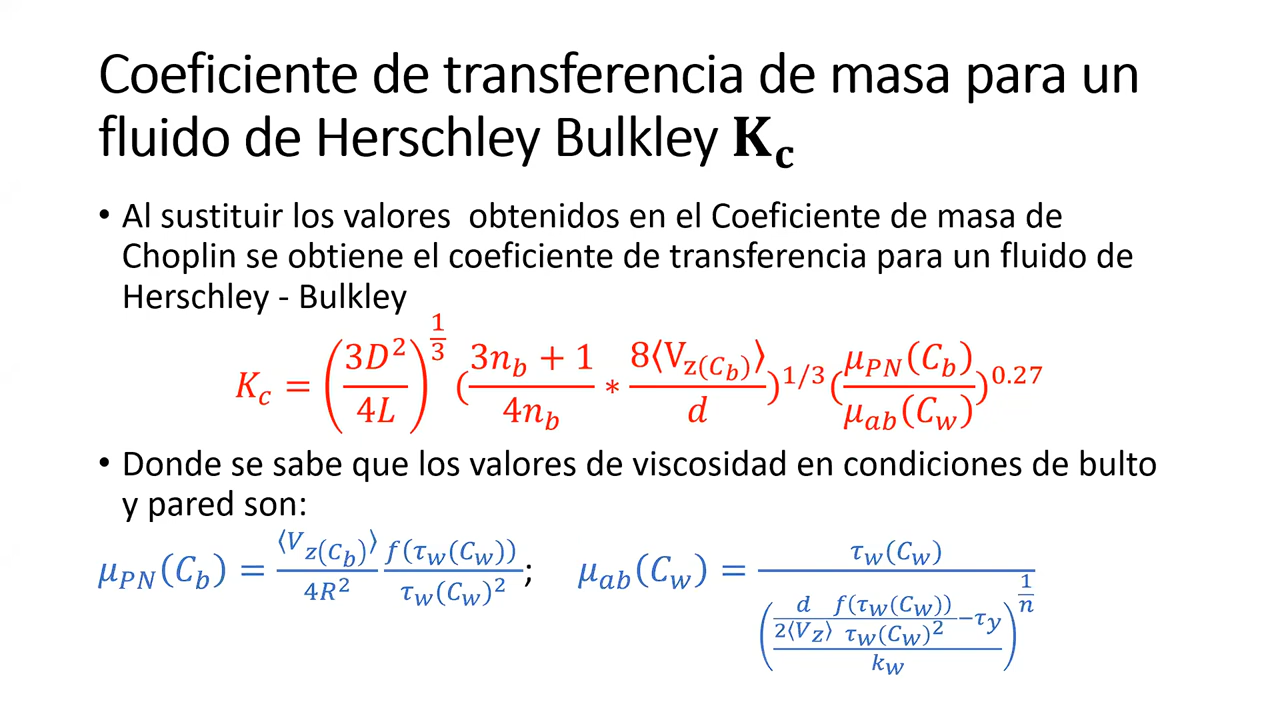 Coeficiente de transferencia de masa para un
fluido de Herschley Bulkley K_c
• Al sustituir los valores obtenidos en el Coeficiente de masa de
Choplin se obtiene el coeficiente de transferencia para un fluido de
Herschley - Bulkley
K_c = (3D^2/4L)^(1/3) ((3n_b + 1)/(4n_b) * 8⟨V_z(C_b)⟩/d)^(1/3) (μ_PN(C_b)/μ_ab(C_w))^0.27
• Donde se sabe que los valores de viscosidad en condiciones de bulto
y pared son:
μ_PN(C_b) = ⟨V_z(C_b)⟩/(4R^2) f(τ_w(C_w))/(τ_w(C_w)^2) ; μ_ab(C_w) = τ_w(C_w)/(((d/(2⟨V_z⟩)) (f(τ_w(C_w))/(τ_w(C_w)^2)) − τ_y)/k_w)^(1/n)